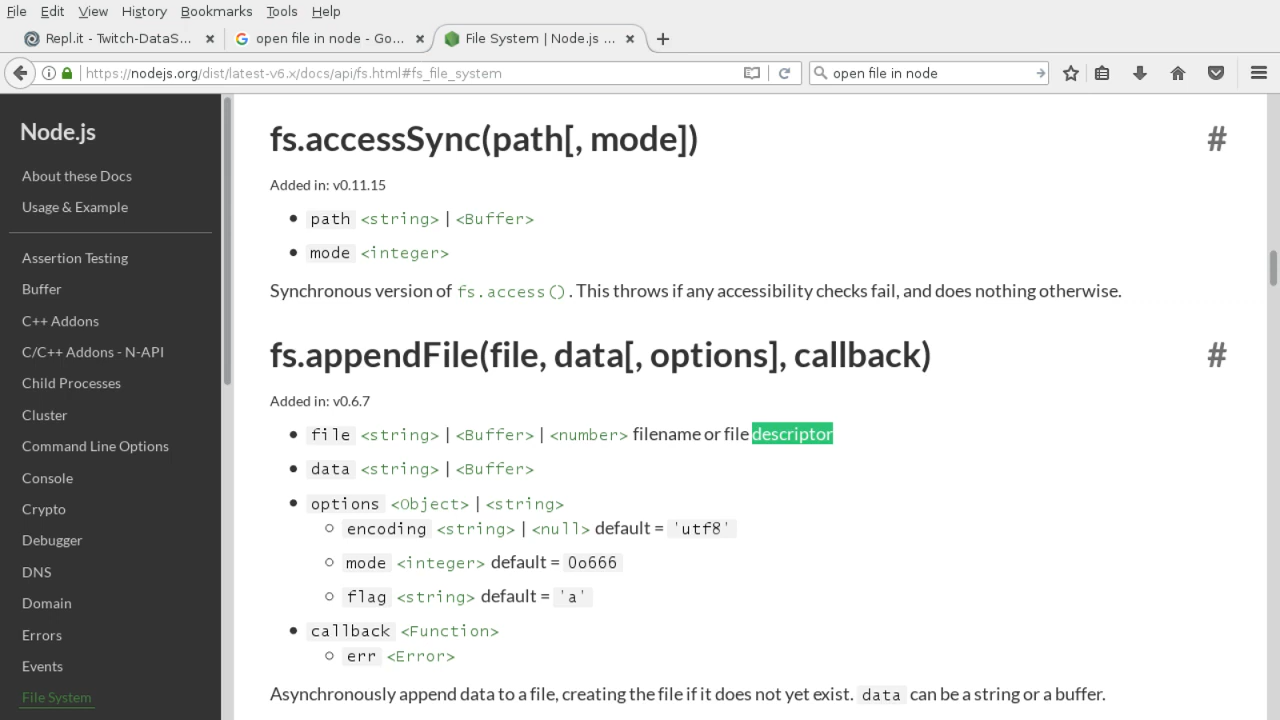 File Edit View History Bookmarks Tools Help
Repl.it - Twitch-DataS... × open file in node - Go... × File System | Node.js ... × +
https://nodejs.org/dist/latest-v6.x/docs/api/fs.html#fs_file_system open file in node
Node.js
About these Docs
Usage & Example
Assertion Testing
Buffer
C++ Addons
C/C++ Addons - N-API
Child Processes
Cluster
Command Line Options
Console
Crypto
Debugger
DNS
Domain
Errors
Events
File System
fs.accessSync(path[, mode]) #
Added in: v0.11.15
• path <string> | <Buffer>
• mode <integer>
Synchronous version of fs.access(). This throws if any accessibility checks fail, and does nothing otherwise.
fs.appendFile(file, data[, options], callback) #
Added in: v0.6.7
• file <string> | <Buffer> | <number> filename or file descriptor
• data <string> | <Buffer>
• options <Object> | <string>
○ encoding <string> | <null> default = 'utf8'
○ mode <integer> default = 0o666
○ flag <string> default = 'a'
• callback <Function>
○ err <Error>
Asynchronously append data to a file, creating the file if it does not yet exist. data can be a string or a buffer.